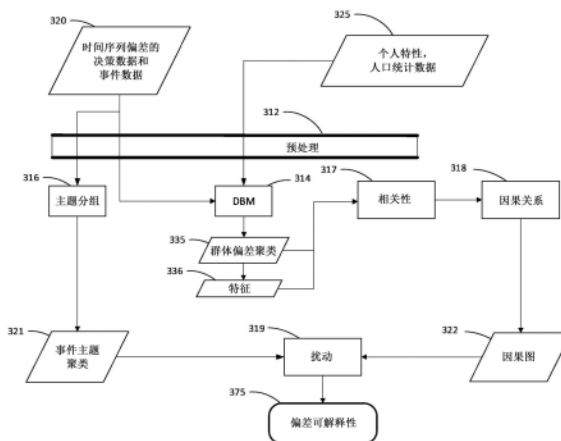 320
325
时间序列偏差的
决策数据和
事件数据
个人特性，
人口统计数据
312
预处理
316
314
317
318
主题分组
DBM
相关性
因果关系
335
群体偏差聚类
336
特征
321
319
322
事件主题
聚类
扰动
因果图
375
偏差可解释性